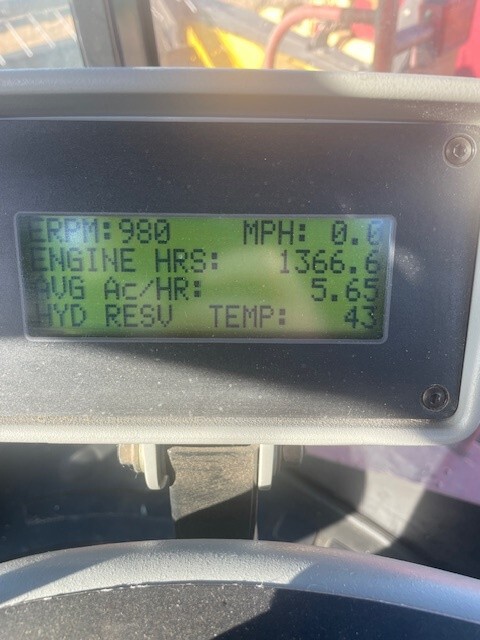 ERPM:980 MPH: 0.0
ENGINE HRS: 1366.6
AVG Ac/HR: 5.65
HYD RESV TEMP: 43